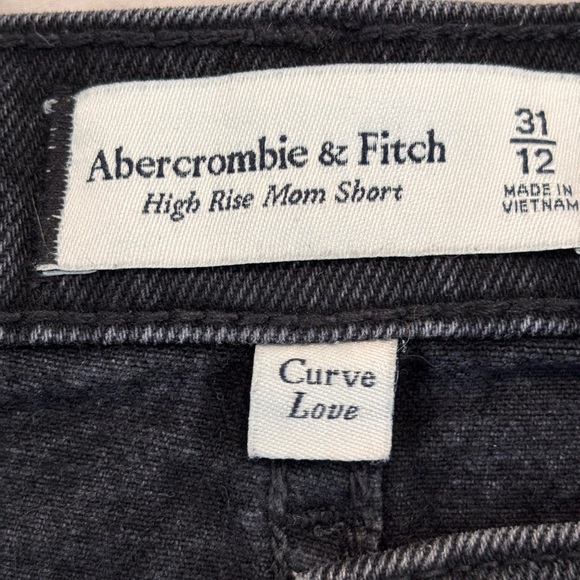 Abercrombie & Fitch
High Rise Mom Short
31
12
MADE IN
VIETNAM
Curve
Love